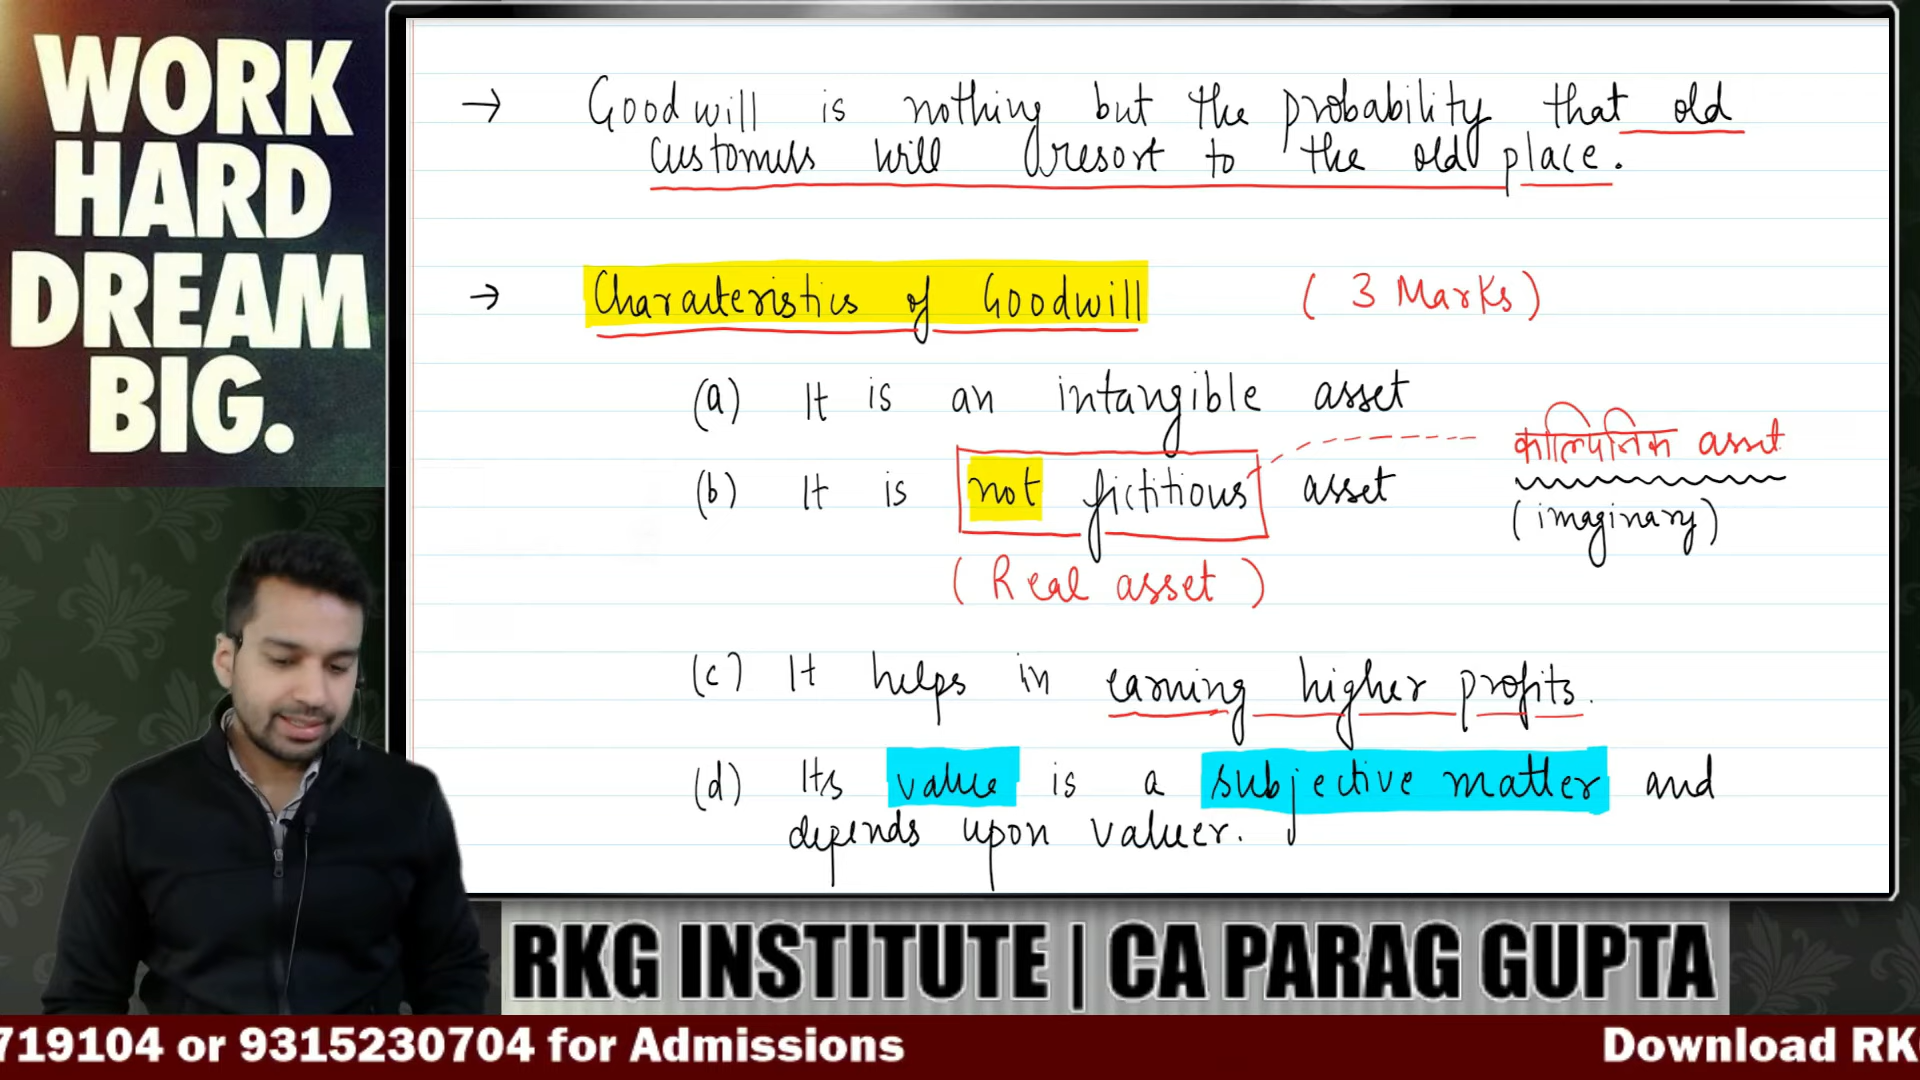 WORK
HARD
DREAM
BIG.
→ Goodwill is nothing but the probability that old
customers will resort to the old place.
→ Characteristics of Goodwill (3 Marks)
(a) It is an intangible asset
(b) It is not fictitious asset
काल्पनिक asset
(imaginary)
(Real asset)
(c) It helps in earning higher profits.
(d) Its value is a subjective matter and
depends upon valuer.
RKG INSTITUTE | CA PARAG GUPTA
719104 or 9315230704 for Admissions
Download RK